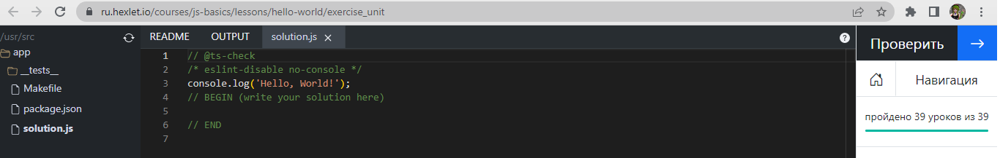 ru.hexlet.io/courses/js-basics/lessons/hello-world/exercise_unit
/usr/src
app
__tests__
Makefile
package.json
solution.js
README OUTPUT solution.js ×
?
1 // @ts-check
2 /* eslint-disable no-console */
3 console.log('Hello, World!');
4 // BEGIN (write your solution here)
5
6 // END
7
Проверить →
Навигация
пройдено 39 уроков из 39